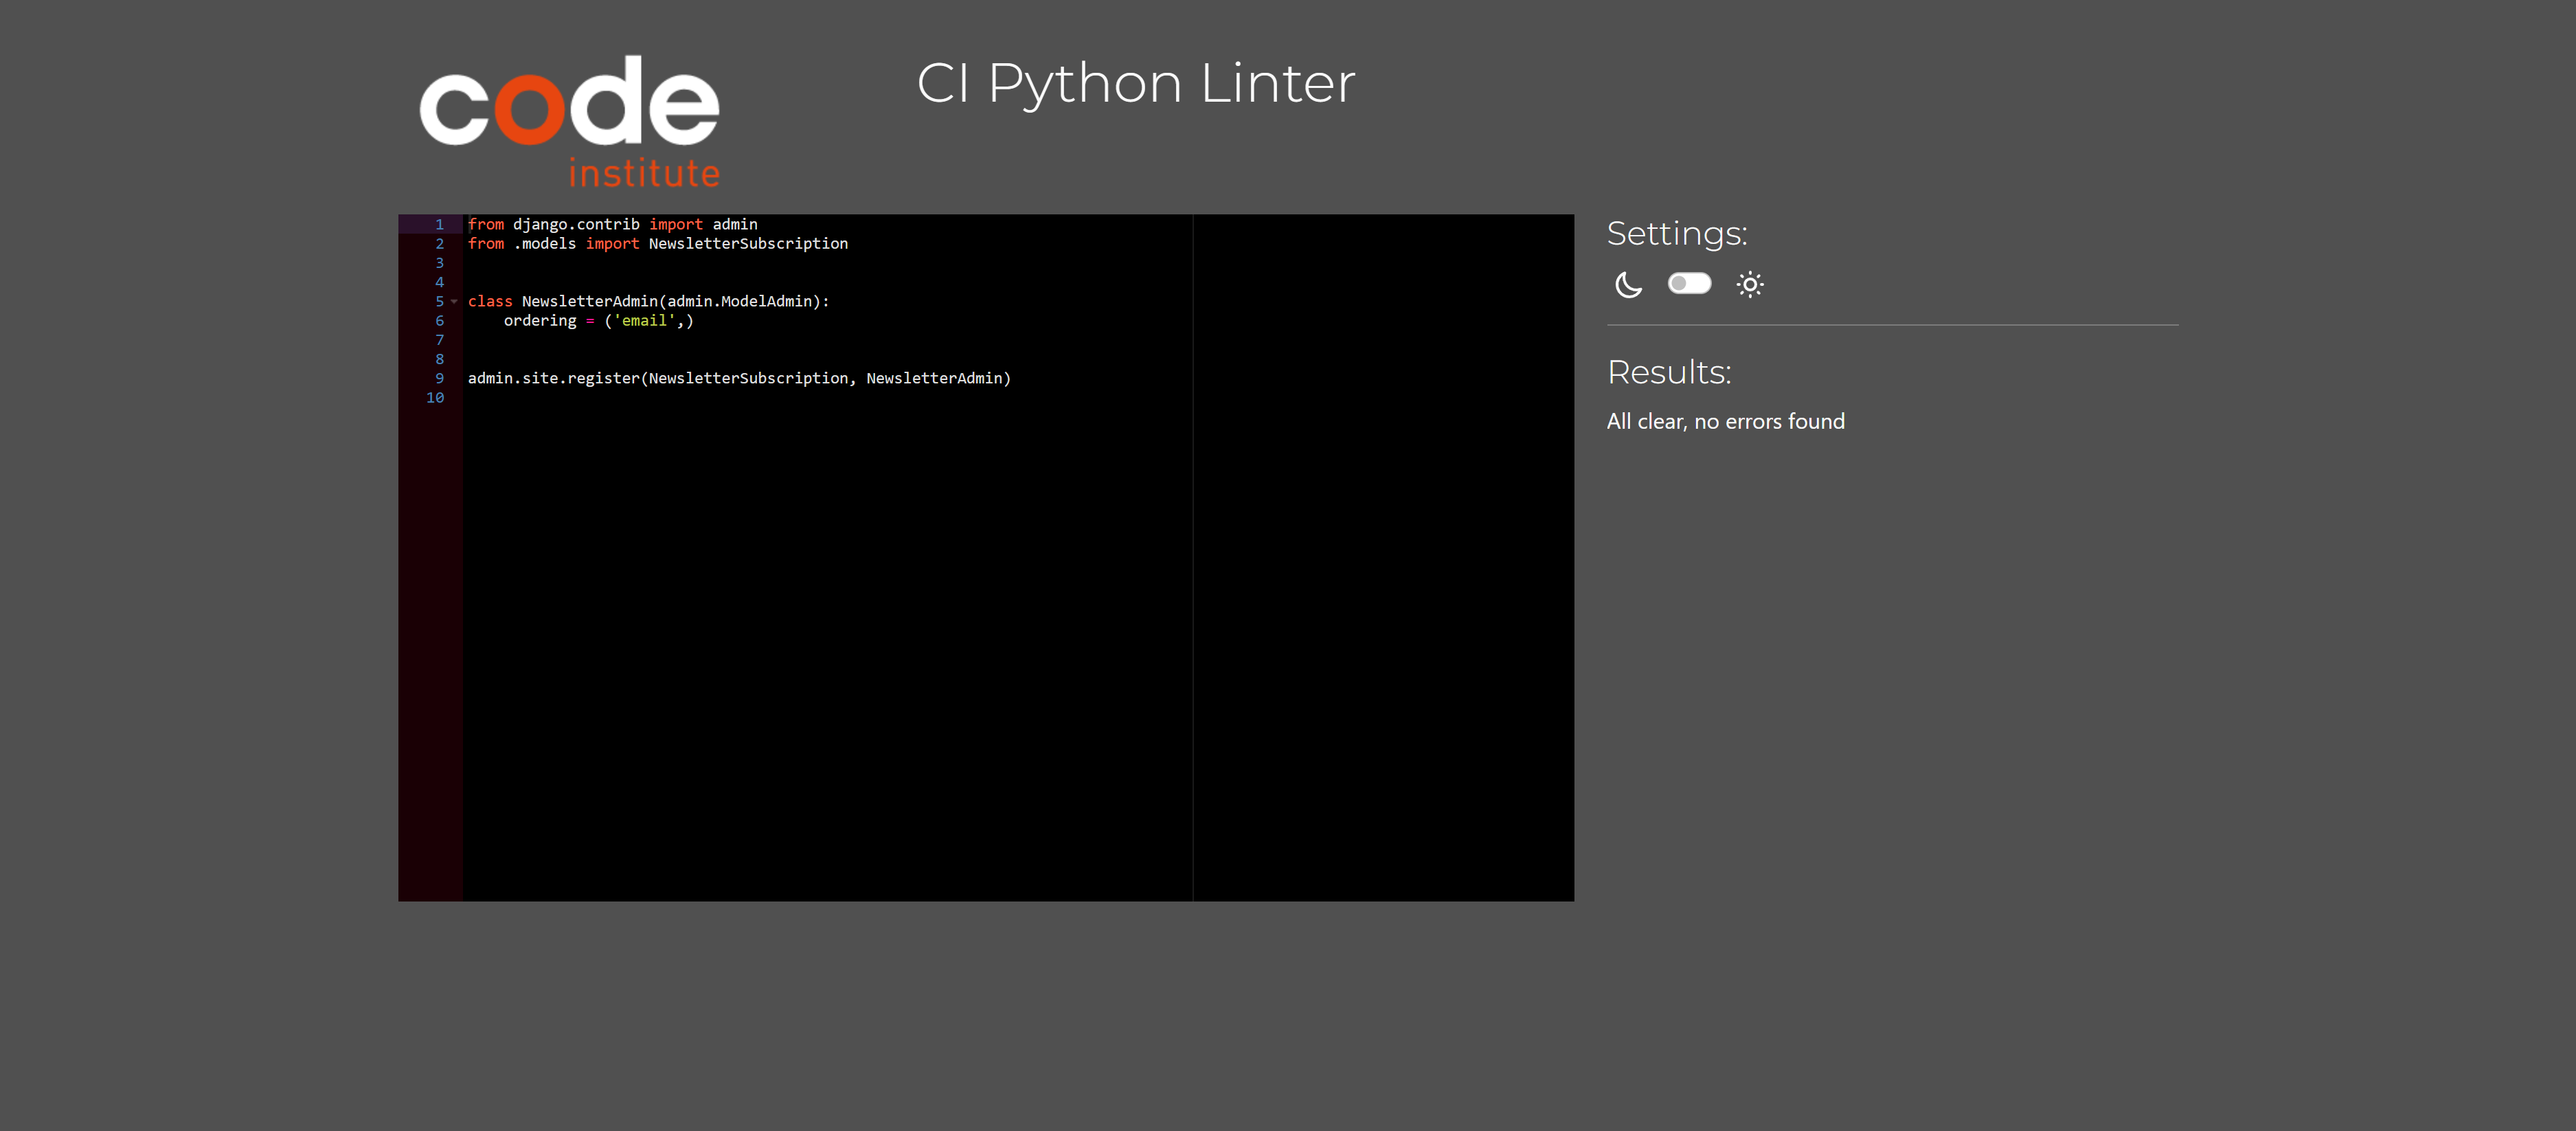 code
institute
CI Python Linter
1 from django.contrib import admin
2 from .models import NewsletterSubscription
3
4
5 class NewsletterAdmin(admin.ModelAdmin):
6     ordering = ('email',)
7
8
9 admin.site.register(NewsletterSubscription, NewsletterAdmin)
10
Settings:
Results:
All clear, no errors found